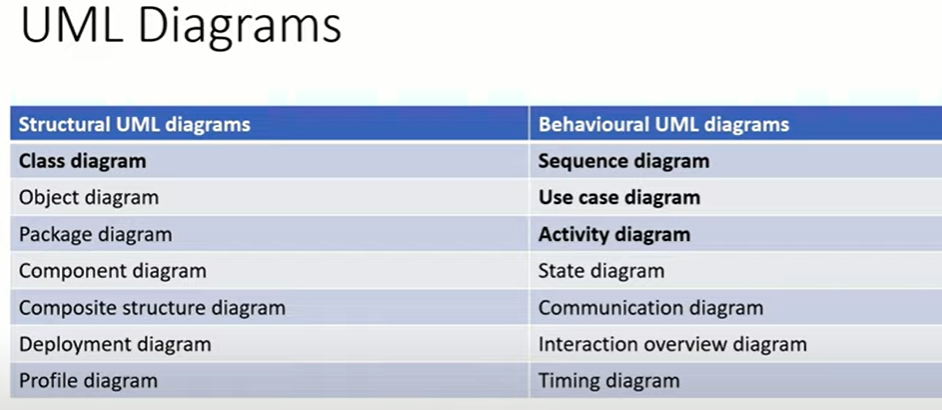 UML Diagrams
Structural UML diagrams Behavioural UML diagrams
Class diagram Sequence diagram
Object diagram Use case diagram
Package diagram Activity diagram
Component diagram State diagram
Composite structure diagram Communication diagram
Deployment diagram Interaction overview diagram
Profile diagram Timing diagram